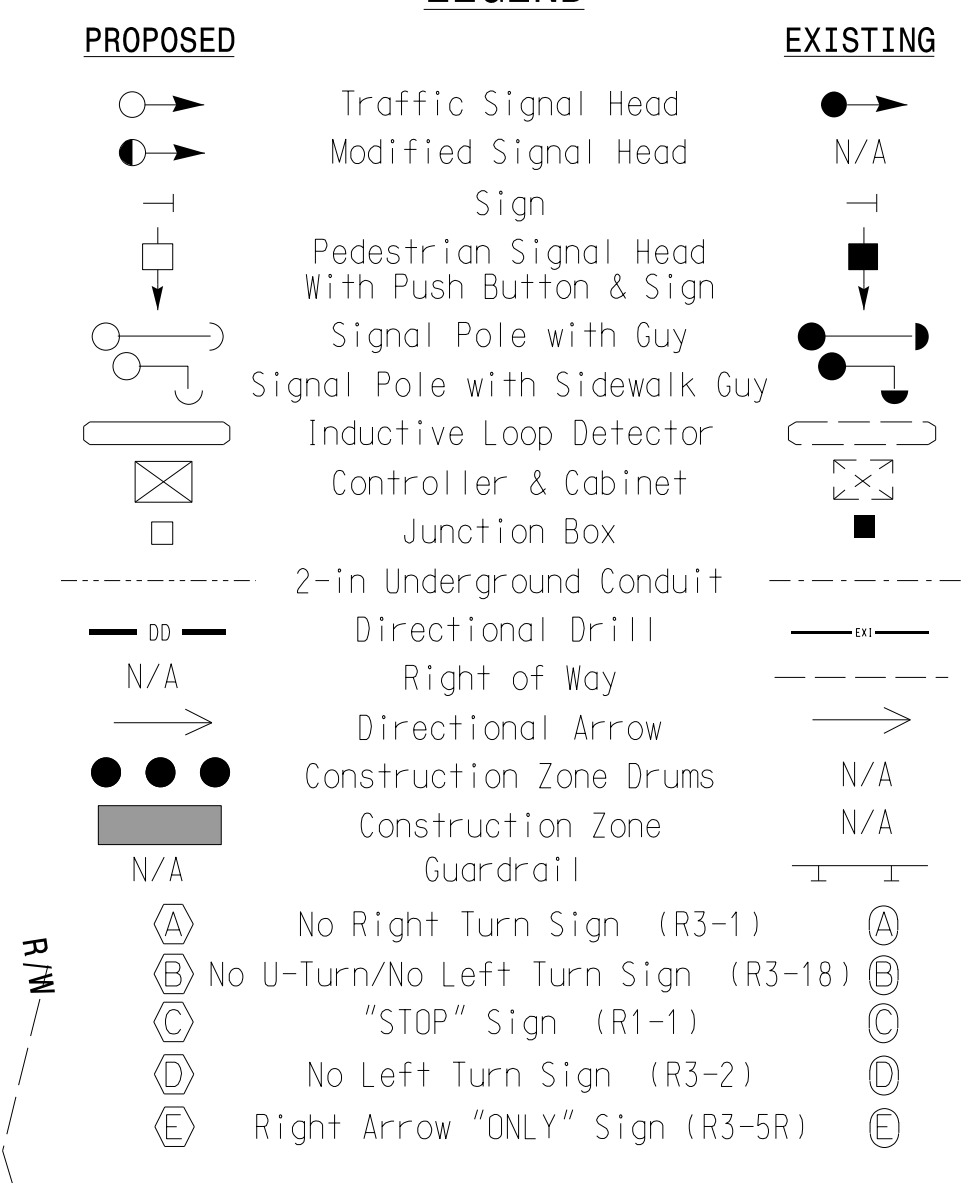 PROPOSED EXISTING
Traffic Signal Head
Modified Signal Head N/A
Sign
Pedestrian Signal Head
With Push Button & Sign
Signal Pole with Guy
Signal Pole with Sidewalk Guy
Inductive Loop Detector
Controller & Cabinet
Junction Box
2-in Underground Conduit
DD Directional Drill EXI
N/A Right of Way
Directional Arrow
Construction Zone Drums N/A
Construction Zone N/A
N/A Guardrail
A No Right Turn Sign (R3-1) A
B No U-Turn/No Left Turn Sign (R3-18) B
C "STOP" Sign (R1-1) C
D No Left Turn Sign (R3-2) D
E Right Arrow "ONLY" Sign (R3-5R) E
R/W